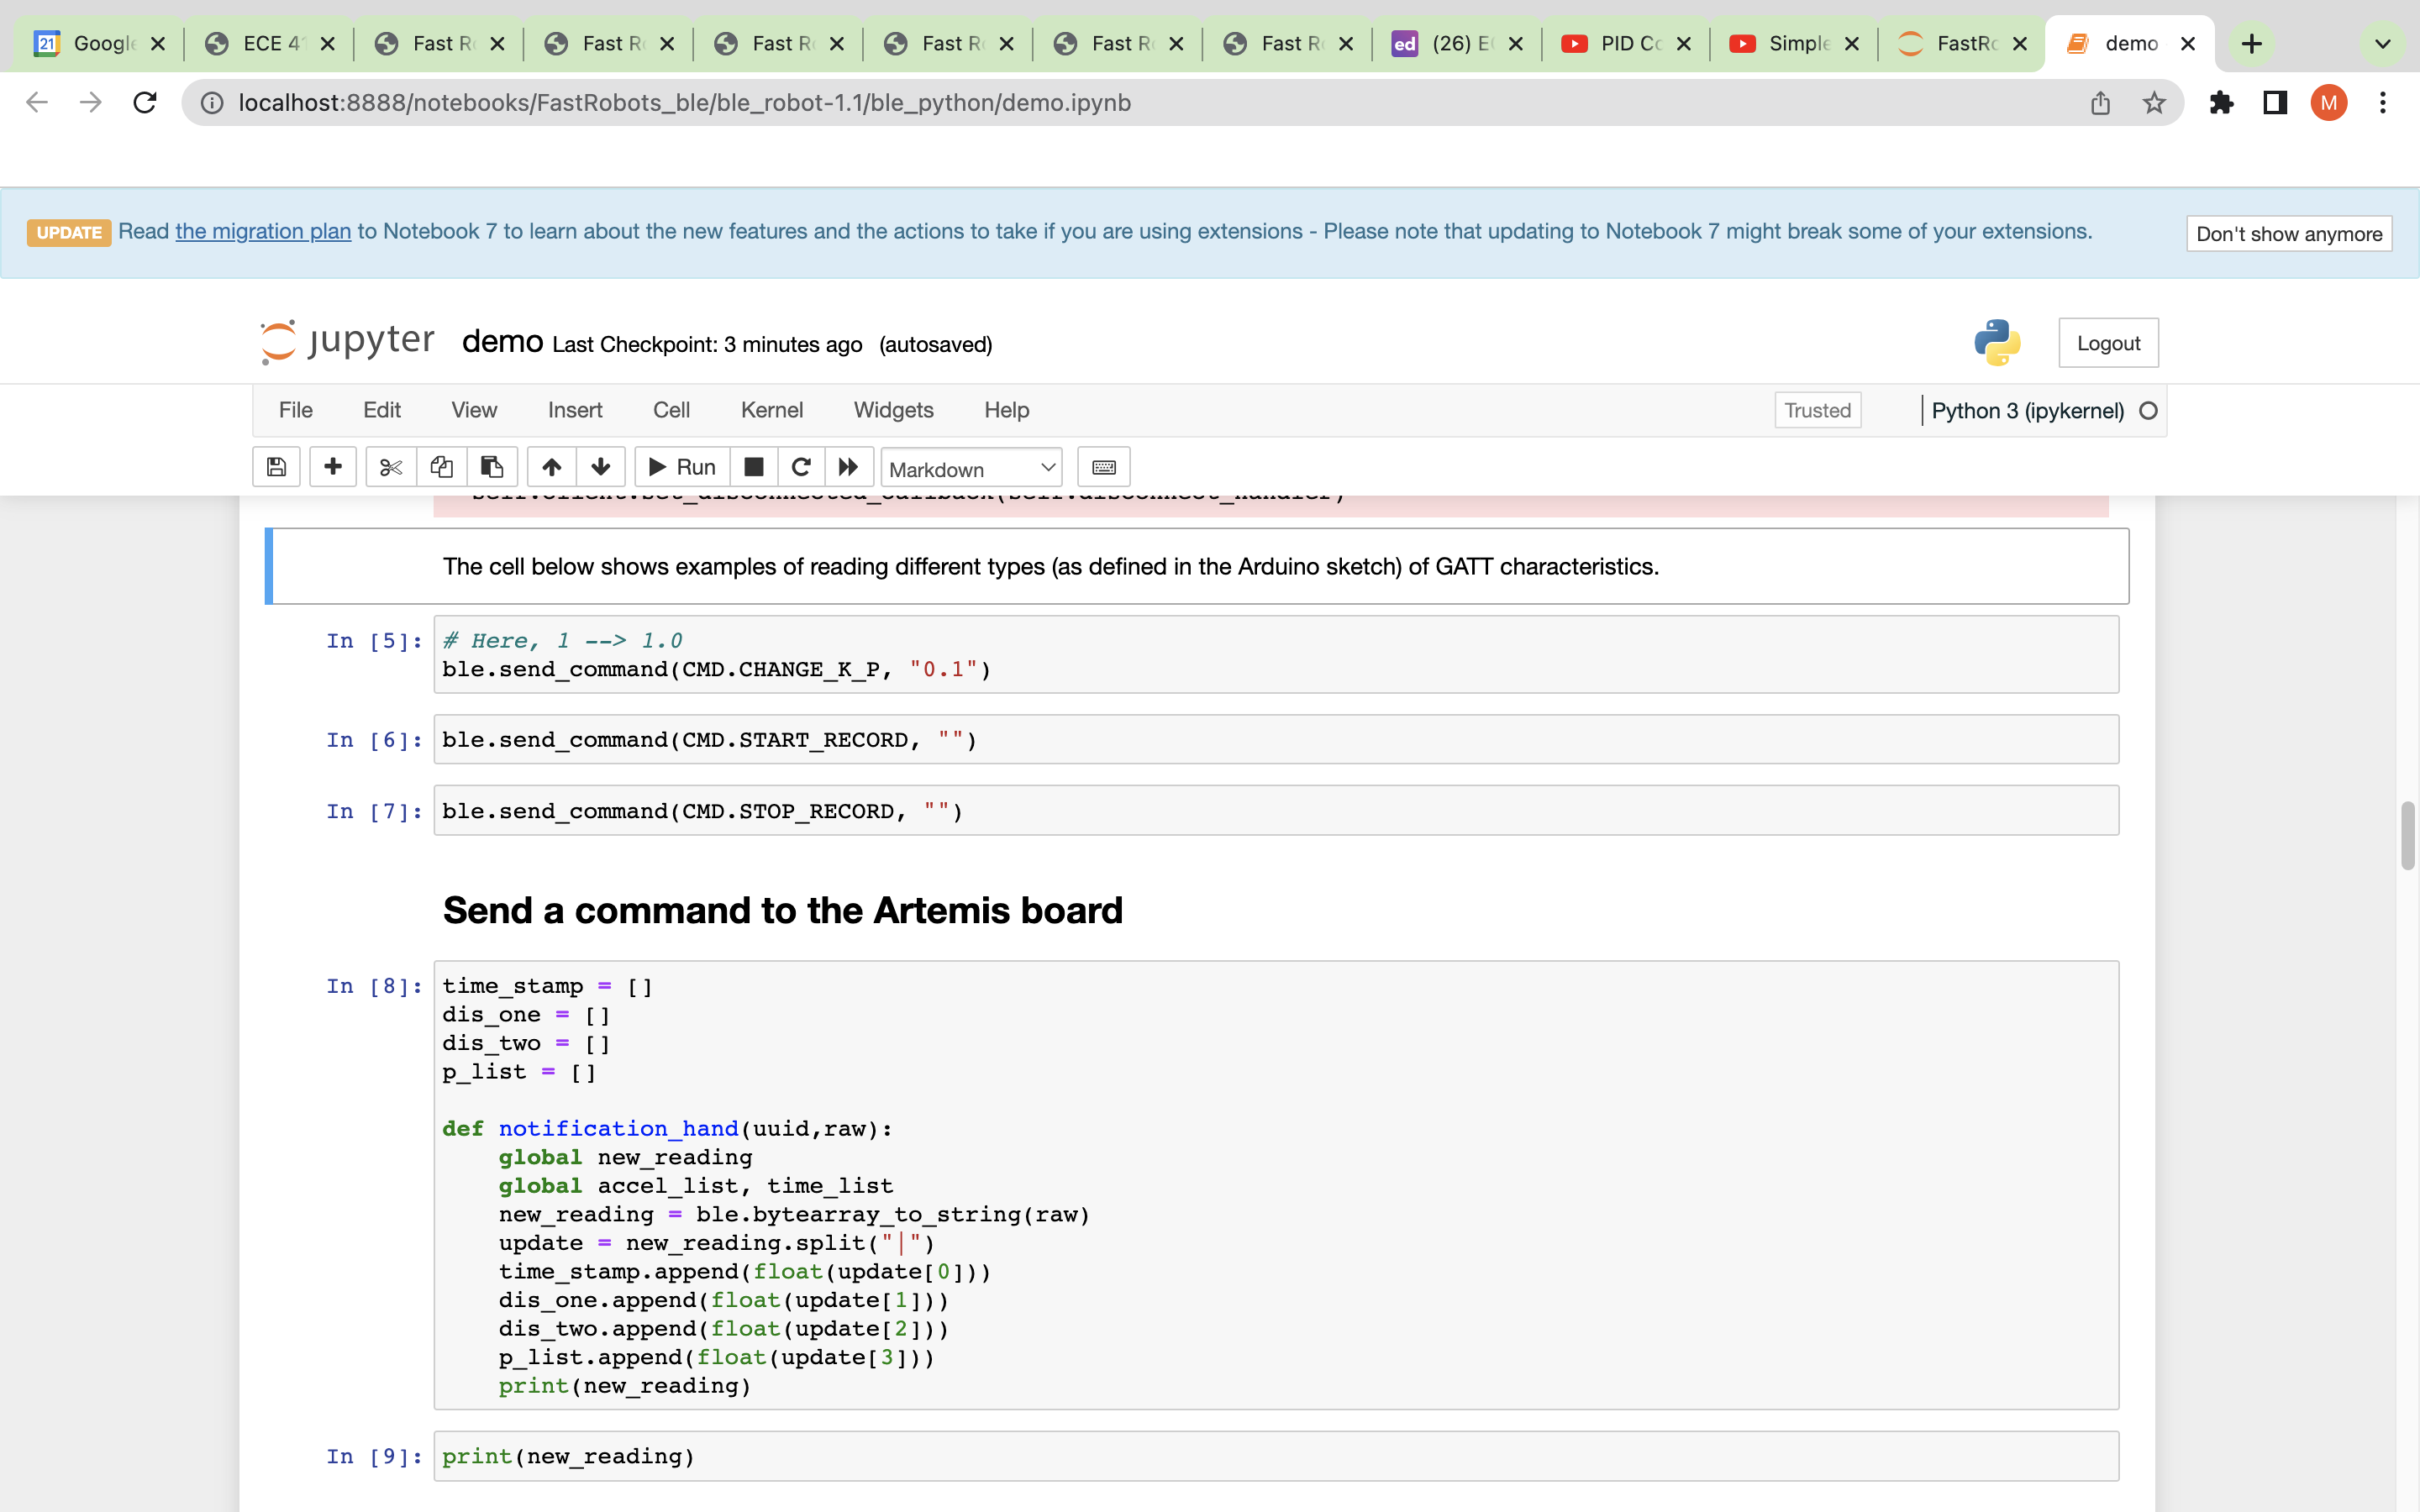 21 Google ECE 4 Fast R Fast R Fast R Fast R Fast R Fast R ed (26) E PID Co Simple FastRo demo
localhost:8888/notebooks/FastRobots_ble/ble_robot-1.1/ble_python/demo.ipynb M
UPDATE Read the migration plan to Notebook 7 to learn about the new features and the actions to take if you are using extensions - Please note that updating to Notebook 7 might break some of your extensions. Don't show anymore
jupyter demo Last Checkpoint: 3 minutes ago (autosaved) Logout
File Edit View Insert Cell Kernel Widgets Help Trusted Python 3 (ipykernel)
Run Markdown
self.client.set_disconnected_callback(self.disconnect_handler)
The cell below shows examples of reading different types (as defined in the Arduino sketch) of GATT characteristics.
In [5]: # Here, 1 --> 1.0
ble.send_command(CMD.CHANGE_K_P, "0.1")
In [6]: ble.send_command(CMD.START_RECORD, "")
In [7]: ble.send_command(CMD.STOP_RECORD, "")
Send a command to the Artemis board
In [8]: time_stamp = []
dis_one = []
dis_two = []
p_list = []
def notification_hand(uuid,raw):
global new_reading
global accel_list, time_list
new_reading = ble.bytearray_to_string(raw)
update = new_reading.split("|")
time_stamp.append(float(update[0]))
dis_one.append(float(update[1]))
dis_two.append(float(update[2]))
p_list.append(float(update[3]))
print(new_reading)
In [9]: print(new_reading)